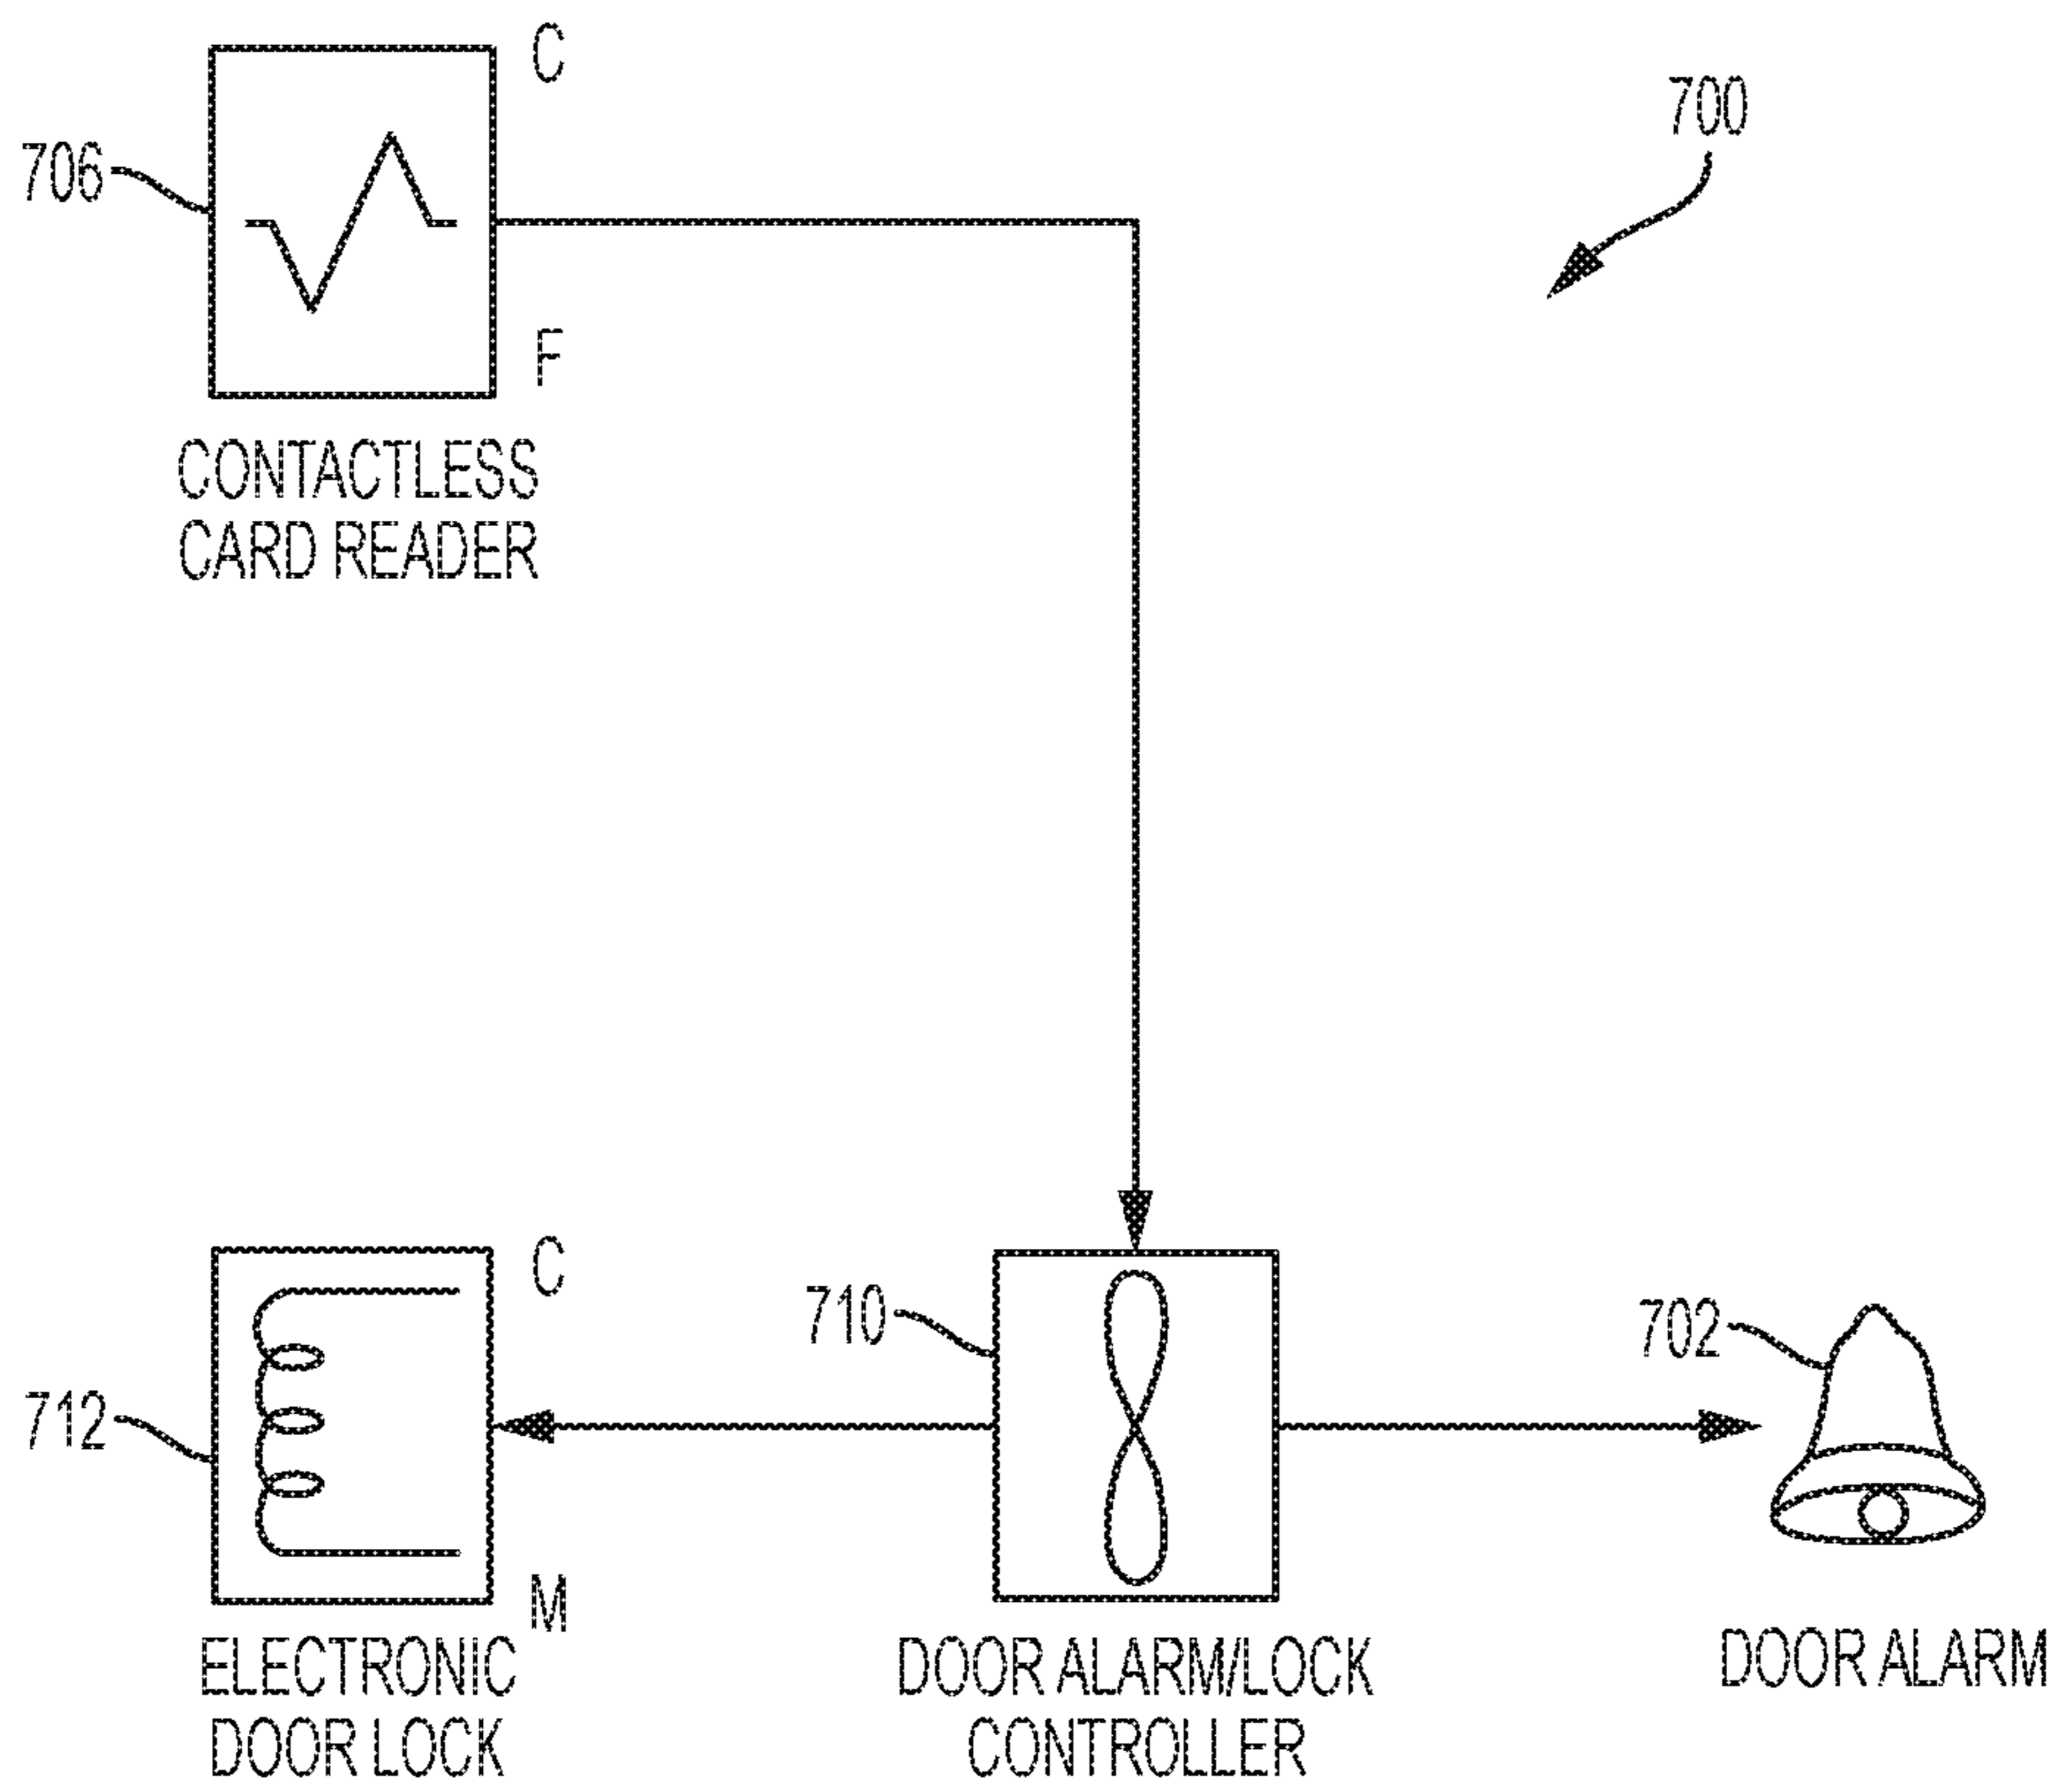 C
700
706
F
CONTACTLESS
CARD READER
C
710
702
712
M
ELECTRONIC
DOOR LOCK
DOOR ALARM/LOCK
CONTROLLER
DOOR ALARM